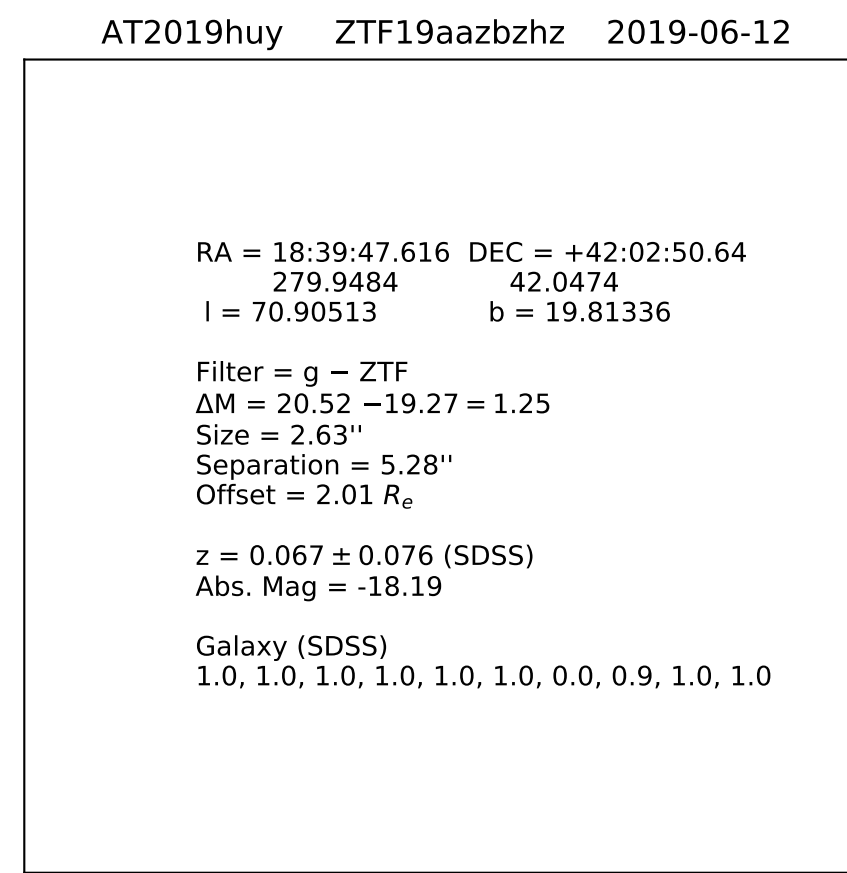 AT2019huy ZTF19aazbzhz 2019-06-12
RA = 18:39:47.616 DEC = +42:02:50.64
279.9484 42.0474
l = 70.90513 b = 19.81336
Filter = g − ZTF
ΔM = 20.52 −19.27 = 1.25
Size = 2.63''
Separation = 5.28''
Offset = 2.01 Rₑ
z = 0.067 ± 0.076 (SDSS)
Abs. Mag = -18.19
Galaxy (SDSS)
1.0, 1.0, 1.0, 1.0, 1.0, 1.0, 0.0, 0.9, 1.0, 1.0